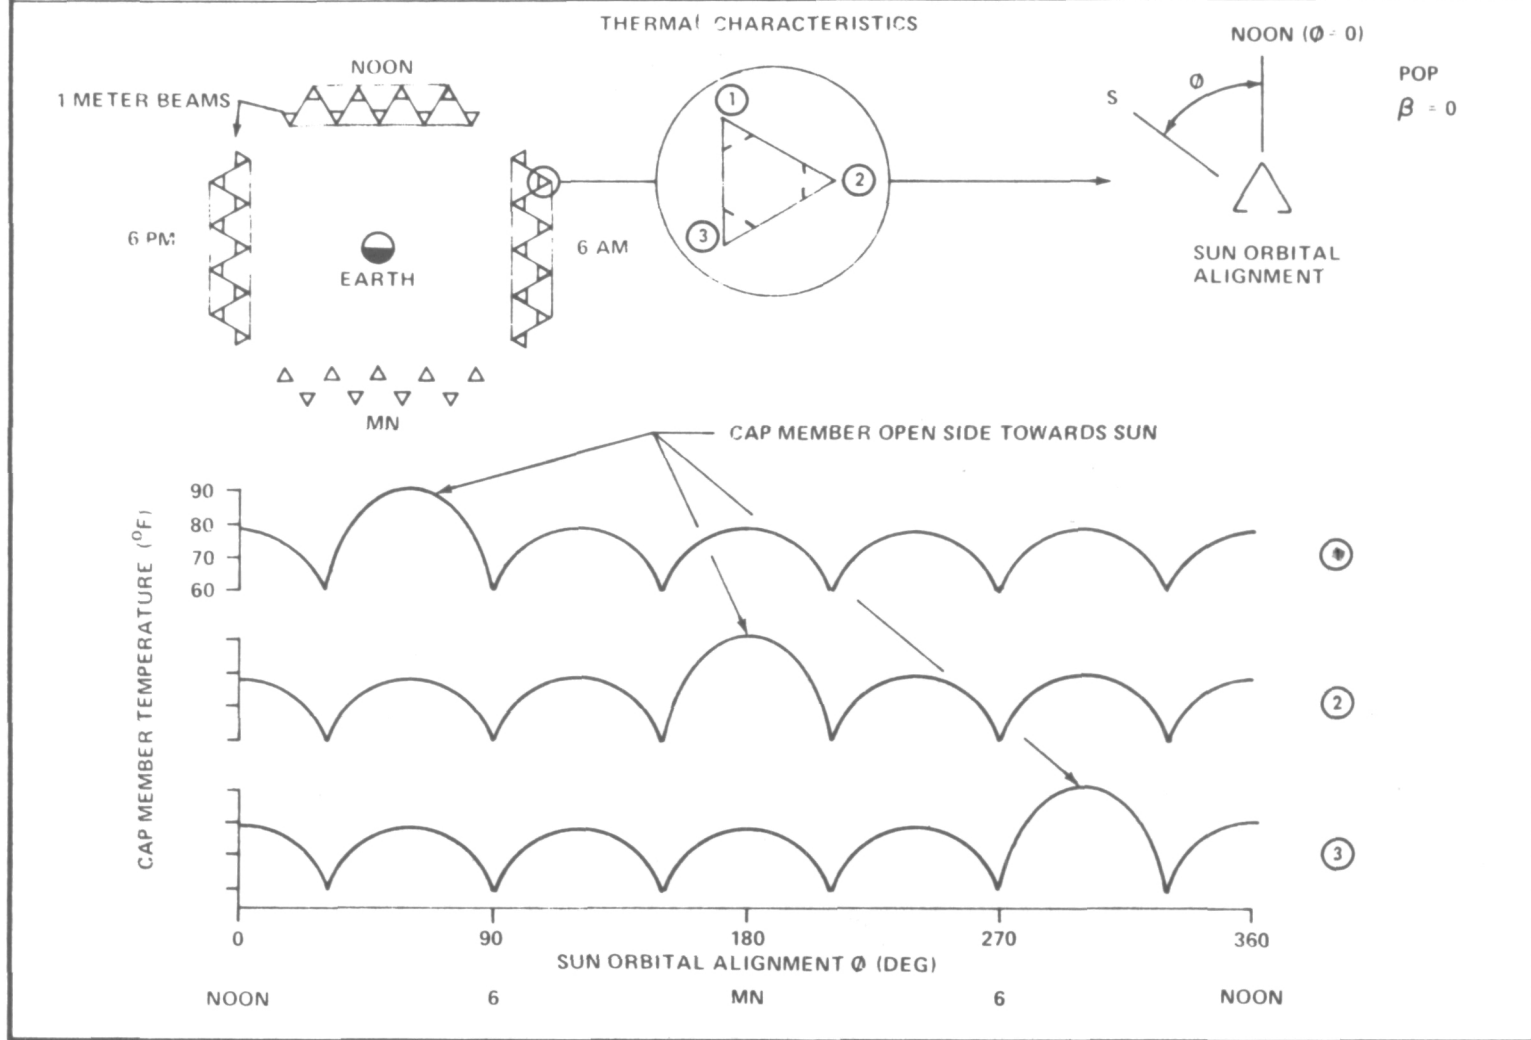 THERMAL CHARACTERISTICS
NOON (Ø = 0)
POP
β = 0
NOON
1 METER BEAMS
Ø
S
1
2
3
6 PM
EARTH
6 AM
SUN ORBITAL
ALIGNMENT
MN
CAP MEMBER OPEN SIDE TOWARDS SUN
CAP MEMBER TEMPERATURE (°F)
90
80
70
60
2
3
0 90 180 270 360
SUN ORBITAL ALIGNMENT Ø (DEG)
NOON 6 MN 6 NOON